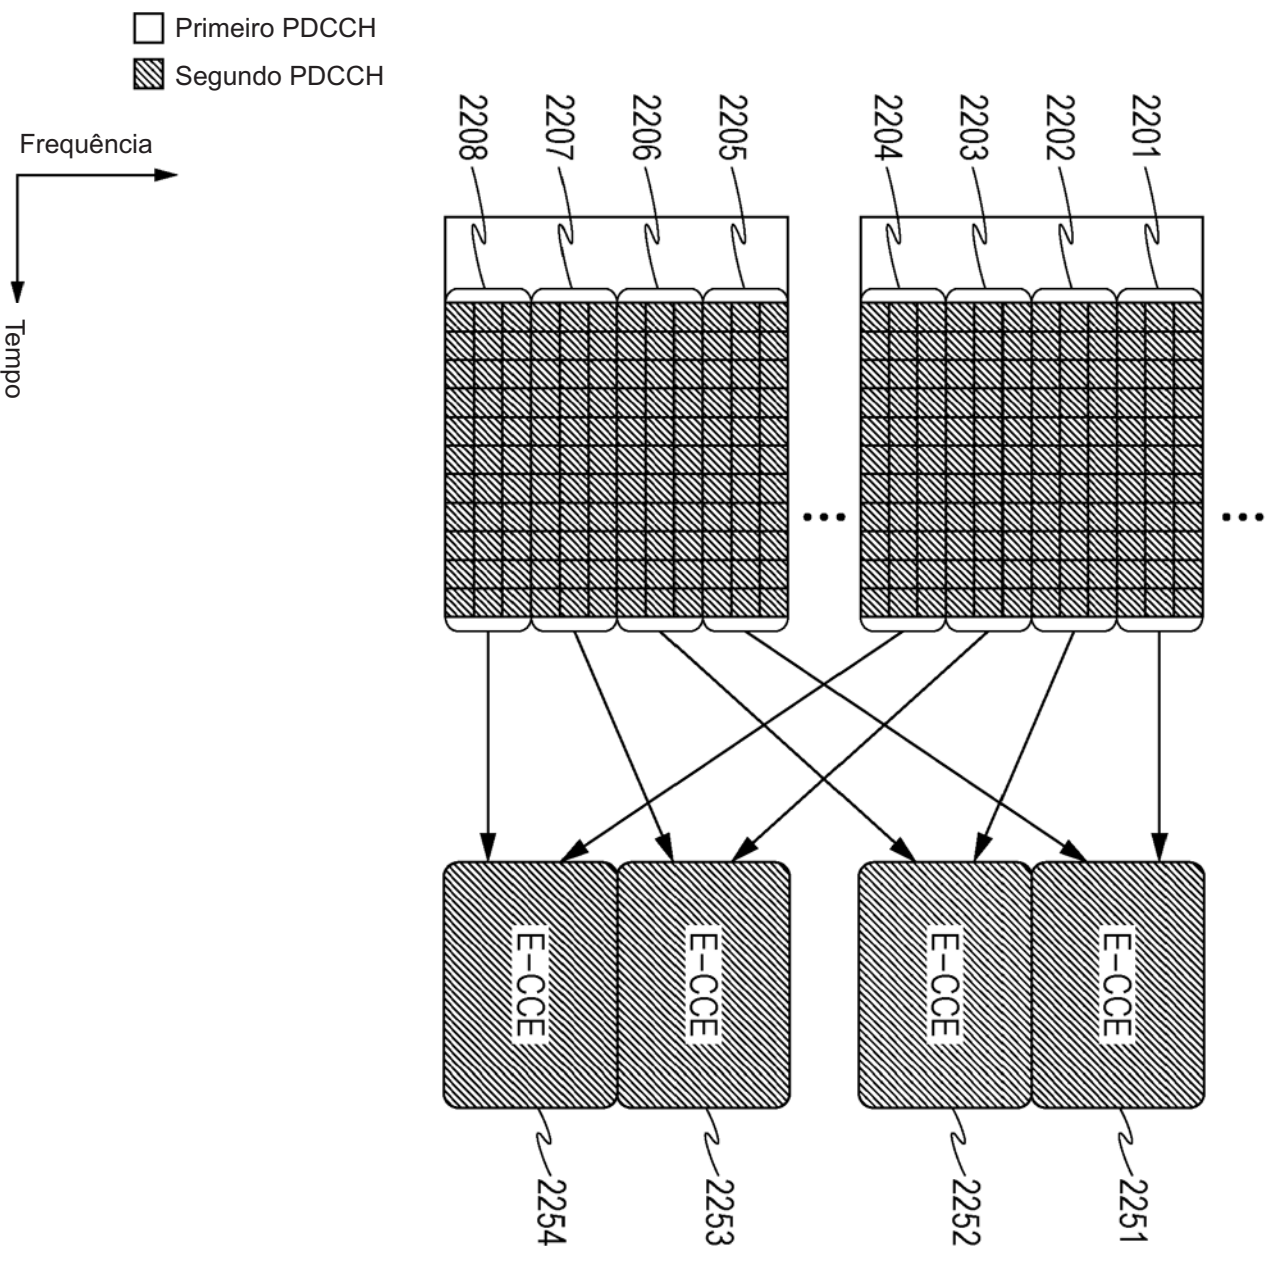 Primeiro PDCCH
Segundo PDCCH
Frequência
Tempo
2208
2207
2206
2205
2204
2203
2202
2201
E-CCE
E-CCE
E-CCE
E-CCE
2254
2253
2252
2251